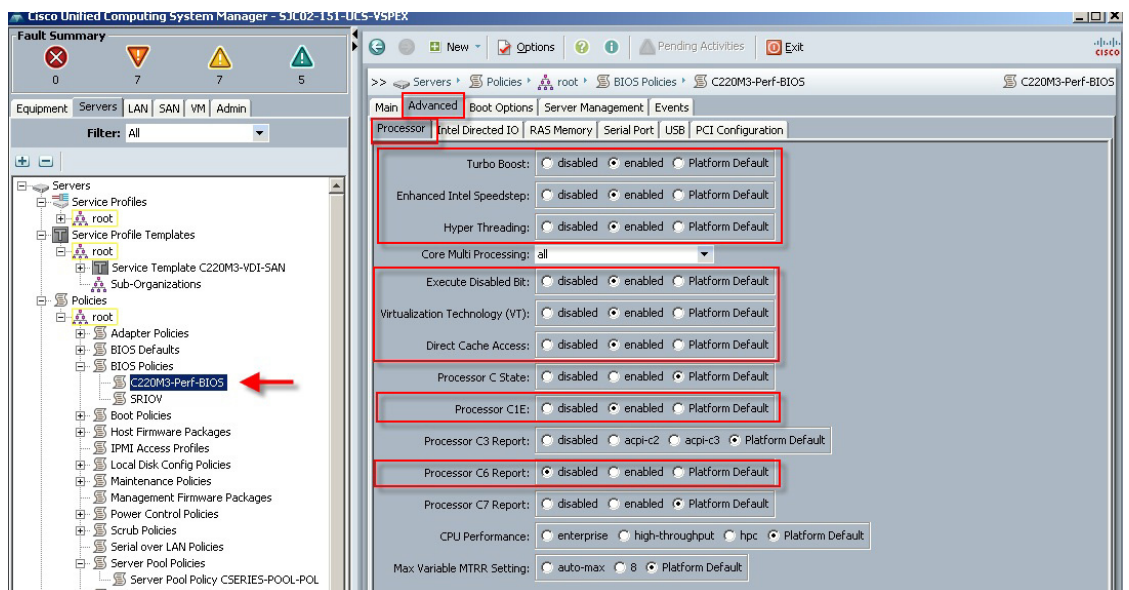 Cisco Unified Computing System Manager - SJC02-151-UCS-VSPEX
Fault Summary
0 7 7 5
Equipment Servers LAN SAN VM Admin
Filter: All
Servers
Service Profiles
root
Service Profile Templates
root
Service Template C220M3-VDI-SAN
Sub-Organizations
Policies
root
Adapter Policies
BIOS Defaults
BIOS Policies
C220M3-Perf-BIOS
SRIOV
Boot Policies
Host Firmware Packages
IPMI Access Profiles
Local Disk Config Policies
Maintenance Policies
Management Firmware Packages
Power Control Policies
Scrub Policies
Serial over LAN Policies
Server Pool Policies
Server Pool Policy CSERIES-POOL-POL
New Options Pending Activities Exit
CISCO
>> Servers Policies root BIOS Policies C220M3-Perf-BIOS C220M3-Perf-BIOS
Main Advanced Boot Options Server Management Events
Processor Intel Directed IO RAS Memory Serial Port USB PCI Configuration
Turbo Boost: disabled enabled Platform Default
Enhanced Intel Speedstep: disabled enabled Platform Default
Hyper Threading: disabled enabled Platform Default
Core Multi Processing: all
Execute Disabled Bit: disabled enabled Platform Default
Virtualization Technology (VT): disabled enabled Platform Default
Direct Cache Access: disabled enabled Platform Default
Processor C State: disabled enabled Platform Default
Processor C1E: disabled enabled Platform Default
Processor C3 Report: disabled acpi-c2 acpi-c3 Platform Default
Processor C6 Report: disabled enabled Platform Default
Processor C7 Report: disabled enabled Platform Default
CPU Performance: enterprise high-throughput hpc Platform Default
Max Variable MTRR Setting: auto-max 8 Platform Default